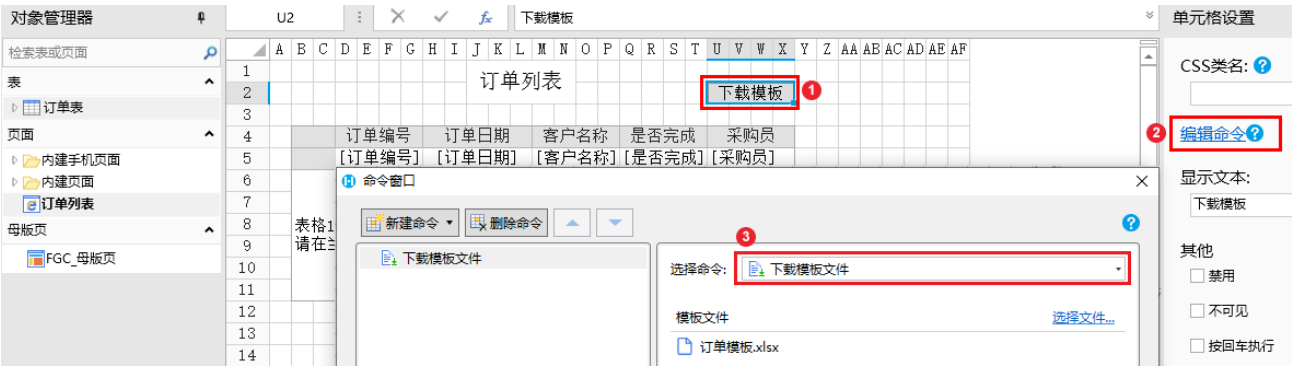 对象管理器
检索表或页面
表
订单表
页面
内建手机页面
内建页面
订单列表
母版页
FGC_母版页
U2
fx
下载模板
A B C D E F G H I J K L M N O P Q R S T U V W X Y Z AA AB AC AD AE AF
1
订单列表
2
下载模板
1
3
4
订单编号 订单日期 客户名称 是否完成 采购员
5
[订单编号] [订单日期] [客户名称] [是否完成] [采购员]
6
7
8
表格1
9
请在当
10
11
12
13
14
命令窗口
新建命令
删除命令
?
下载模板文件
3
选择命令:
下载模板文件
模板文件
选择文件...
订单模板.xlsx
单元格设置
CSS类名: ?
2
编辑命令?
显示文本:
下载模板
其他
禁用
不可见
按回车执行